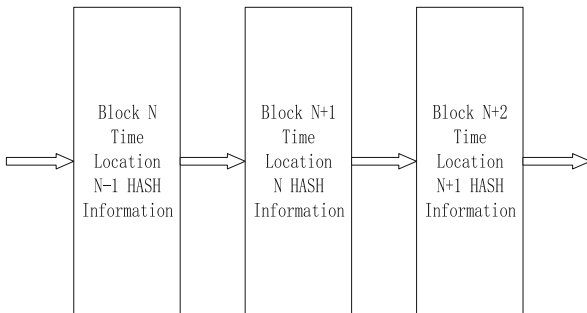 Block N
Time
Location
N-1 HASH
Information
Block N+1
Time
Location
N HASH
Information
Block N+2
Time
Location
N+1 HASH
Information